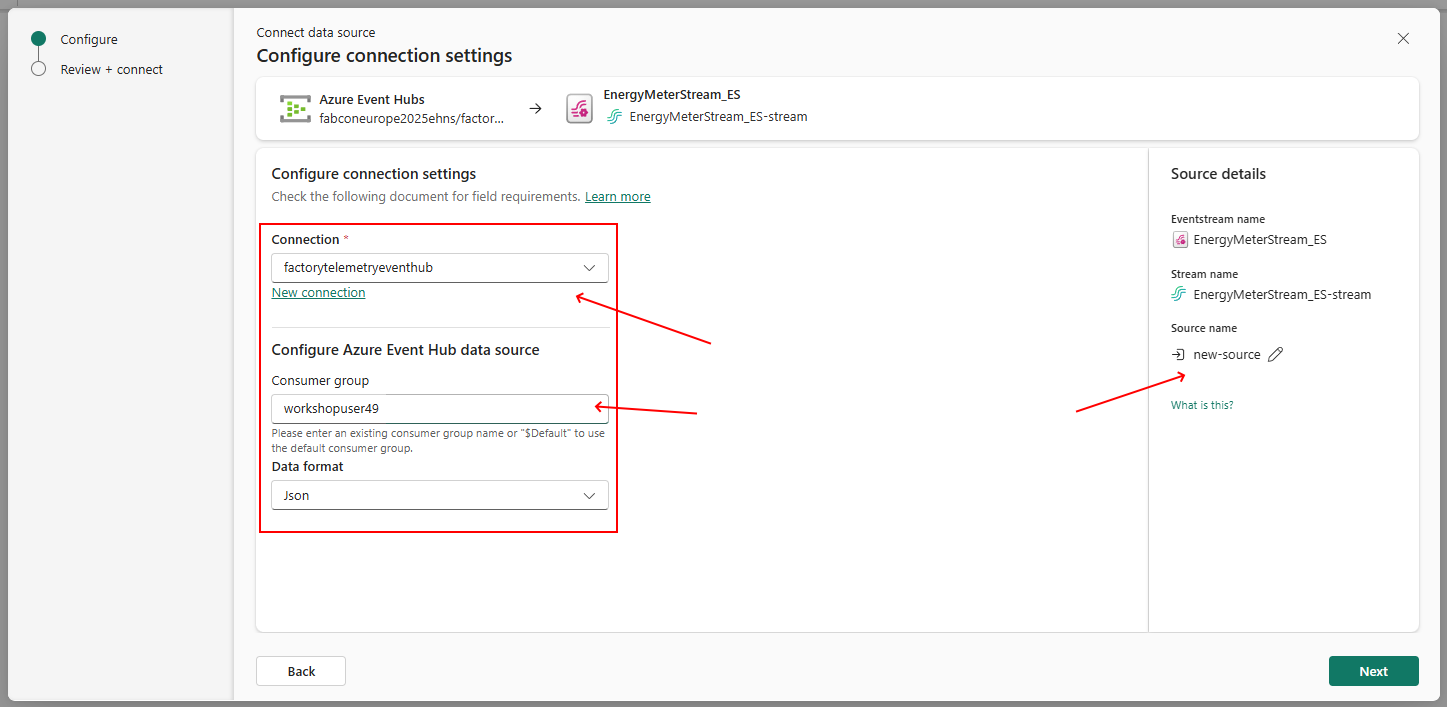 Configure
Review + connect
Connect data source
Configure connection settings
Azure Event Hubs
fabconeurope2025ehns/factor...
EnergyMeterStream_ES
EnergyMeterStream_ES-stream
Configure connection settings
Check the following document for field requirements. Learn more
Connection *
factorytelemetryeventhub
New connection
Configure Azure Event Hub data source
Consumer group
workshopuser49
Please enter an existing consumer group name or "$Default" to use
the default consumer group.
Data format
Json
Source details
Eventstream name
EnergyMeterStream_ES
Stream name
EnergyMeterStream_ES-stream
Source name
new-source
What is this?
Back
Next